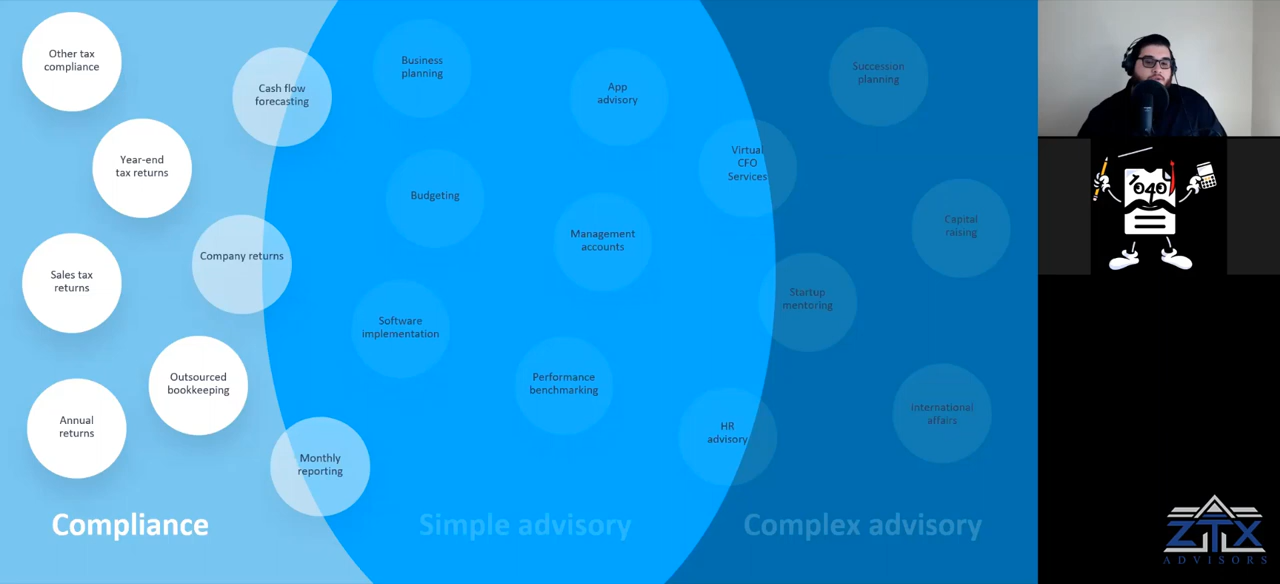 Other tax
compliance
Cash flow
forecasting
Business
planning
App
advisory
Succession
planning
Year-end
tax returns
Virtual
CFO
Services
Budgeting
Management
accounts
Capital
raising
Company returns
Sales tax
returns
Startup
mentoring
Software
implementation
Outsourced
bookkeeping
Performance
benchmarking
International
affairs
Annual
returns
HR
advisory
Monthly
reporting
Compliance
Simple advisory
Complex advisory
1040
ZTX
ADVISORS